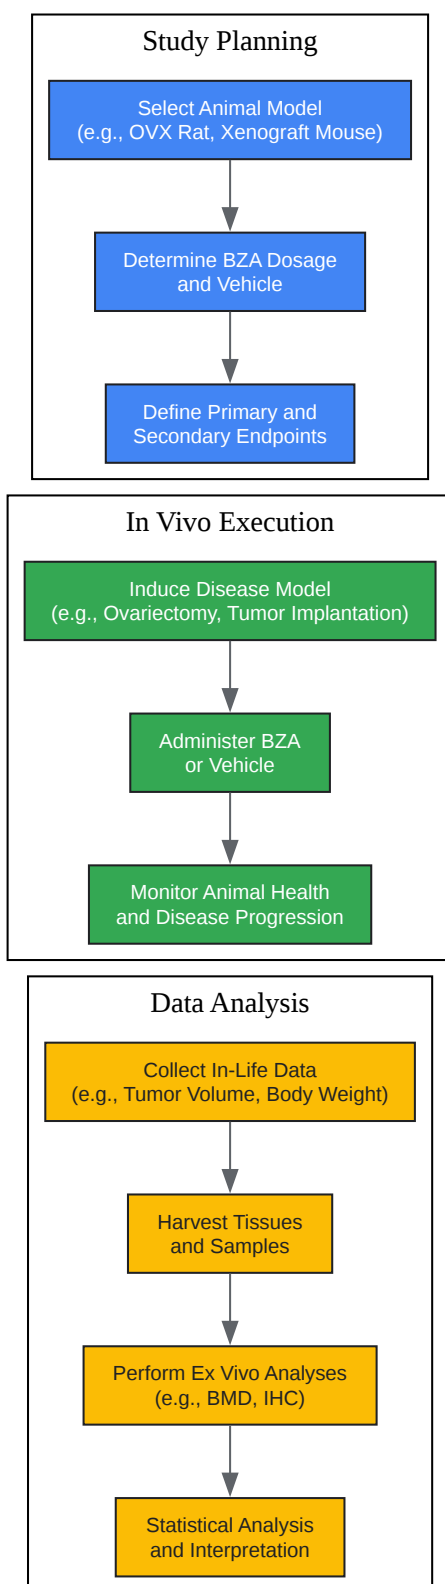 Study Planning
Select Animal Model
(e.g., OVX Rat, Xenograft Mouse)
Determine BZA Dosage
and Vehicle
Define Primary and
Secondary Endpoints
In Vivo Execution
Induce Disease Model
(e.g., Ovariectomy, Tumor Implantation)
Administer BZA
or Vehicle
Monitor Animal Health
and Disease Progression
Data Analysis
Collect In-Life Data
(e.g., Tumor Volume, Body Weight)
Harvest Tissues
and Samples
Perform Ex Vivo Analyses
(e.g., BMD, IHC)
Statistical Analysis
and Interpretation